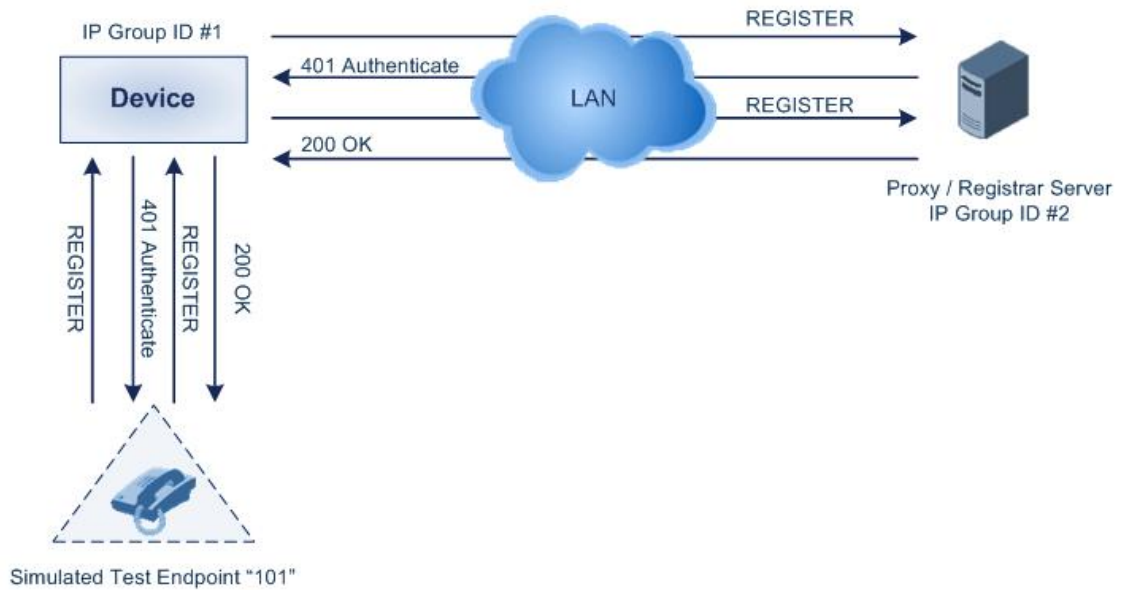 IP Group ID #1
REGISTER
Device
401 Authenticate
LAN
REGISTER
200 OK
Proxy / Registrar Server
IP Group ID #2
REGISTER
401 Authenticate
REGISTER
200 OK
Simulated Test Endpoint “101”